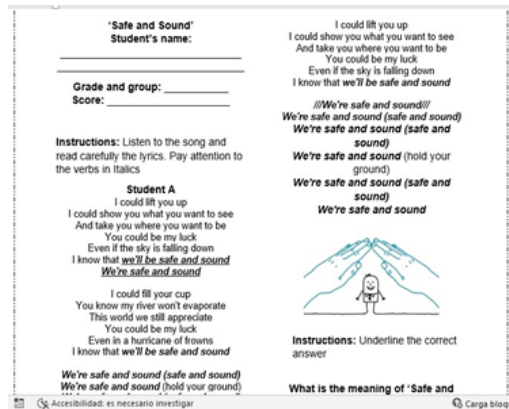 'Safe and Sound'
Student's name:
Grade and group:
Score:
Instructions: Listen to the song and
read carefully the lyrics. Pay attention to
the verbs in Italics
Student A
I could lift you up
I could show you what you want to see
And take you where you want to be
You could be my luck
Even if the sky is falling down
I know that we'll be safe and sound
We're safe and sound
I could fill your cup
You know my river won't evaporate
This world we still appreciate
You could be my luck
Even in a hurricane of frowns
I know that we'll be safe and sound
We're safe and sound (safe and sound)
We're safe and sound (hold your ground)
I could lift you up
I could show you what you want to see
And take you where you want to be
You could be my luck
Even if the sky is falling down
I know that we'll be safe and sound
///We're safe and sound///
We're safe and sound (safe and sound)
We're safe and sound (safe and
sound)
We're safe and sound (hold your
ground)
We're safe and sound (safe and
sound)
We're safe and sound
Instructions: Underline the correct
answer
What is the meaning of 'Safe and
Accesibilidad: es necesario investigar
Carga bloq